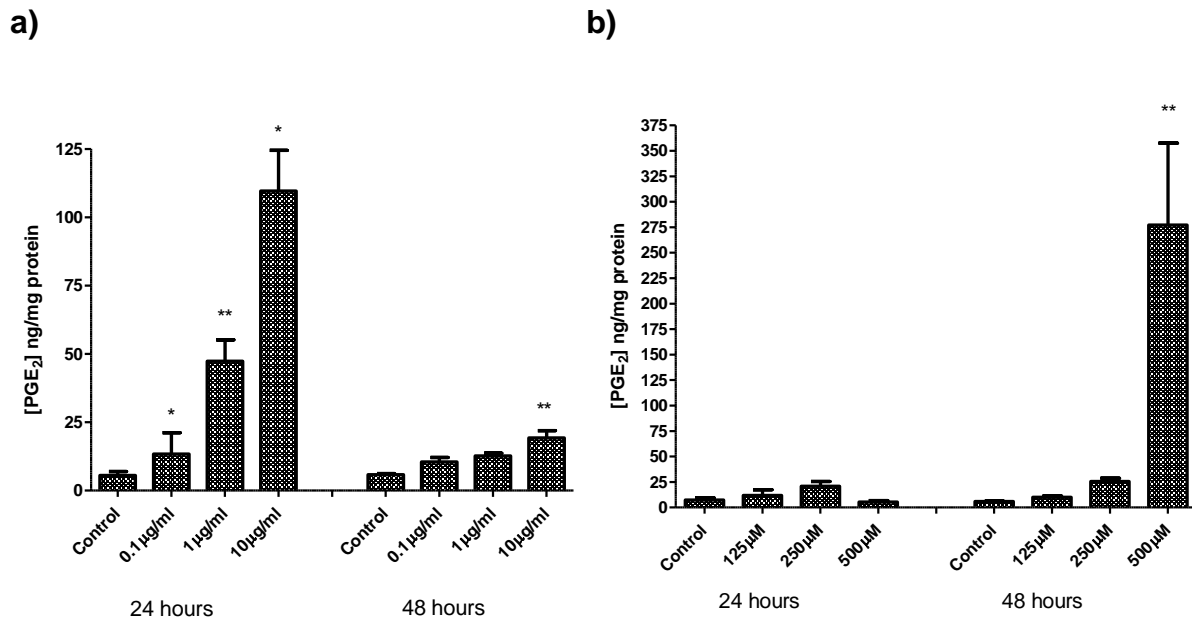 a)
[PGE2] ng/mg protein
125
100
75
50
25
0
*
**
*
**
Control
0.1µg/ml
1µg/ml
10µg/ml
Control
0.1µg/ml
1µg/ml
10µg/ml
24 hours
48 hours
b)
[PGE2] ng/mg protein
375
350
325
300
275
250
225
200
175
150
125
100
75
50
25
0
**
Control
125µM
250µM
500µM
Control
125µM
250µM
500µM
24 hours
48 hours